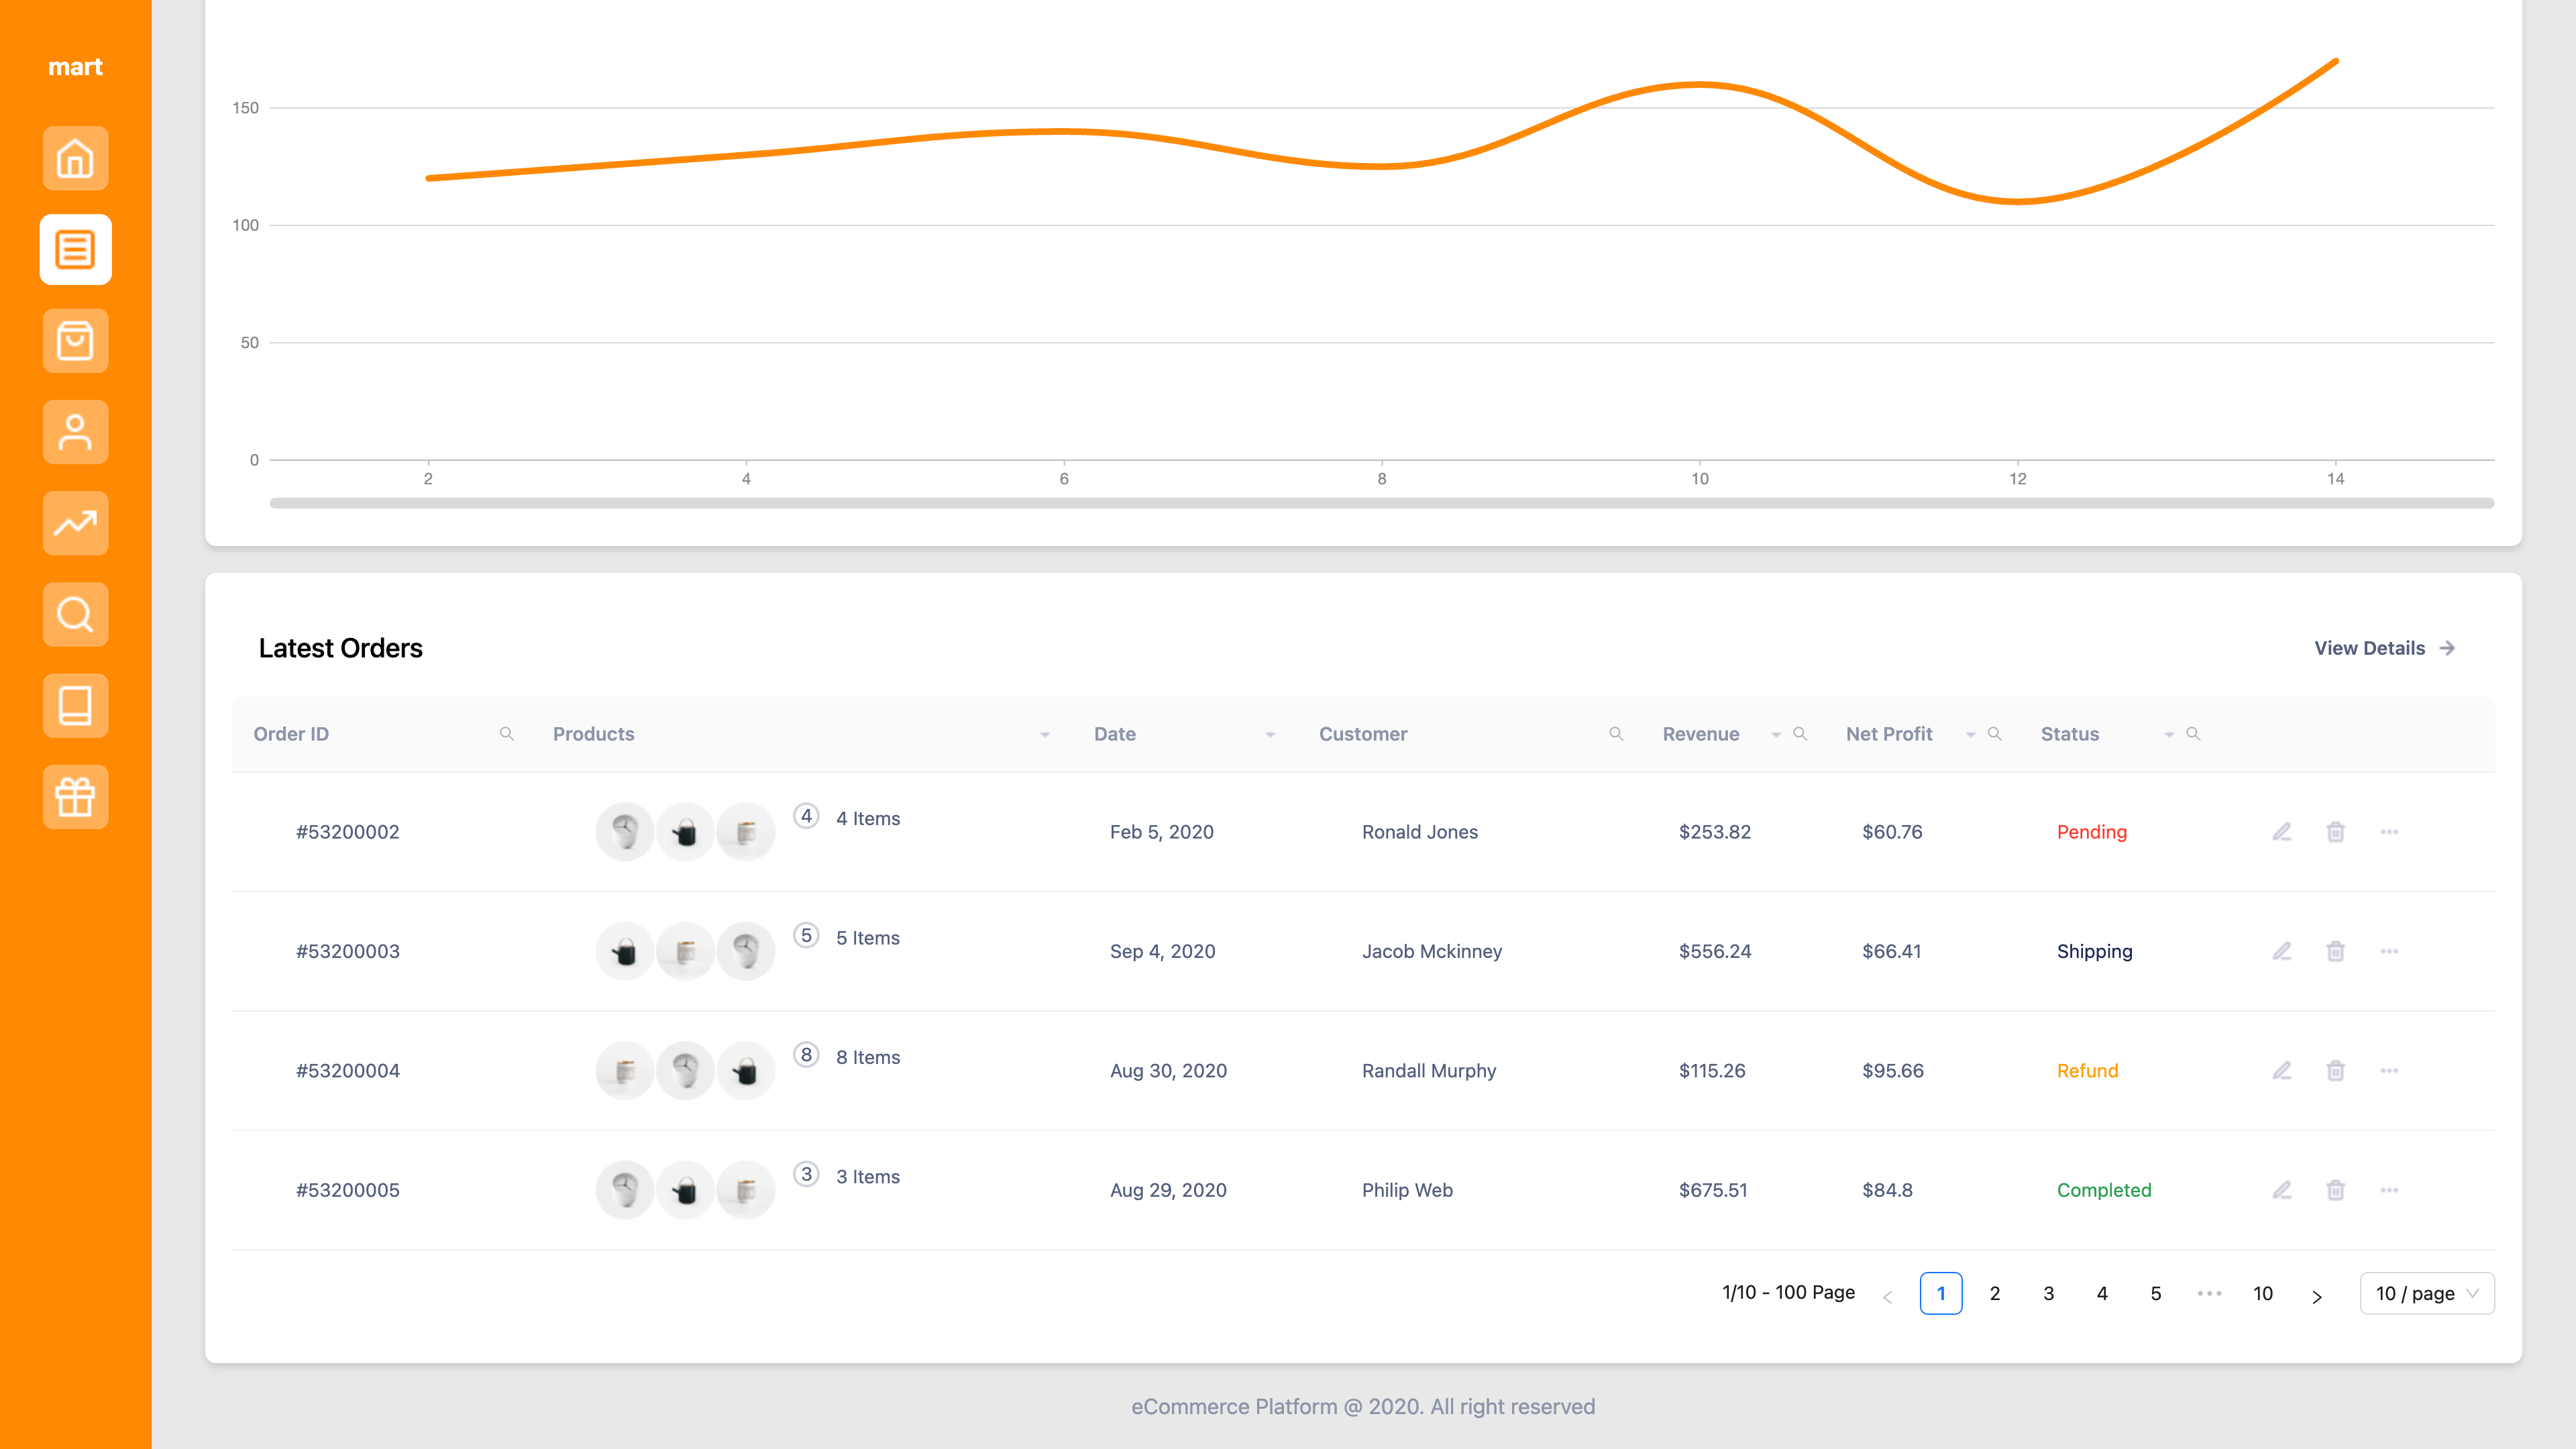 mart
150
100
50
0
2 4 6 8 10 12 14
Latest Orders
View Details
Order ID Products Date Customer Revenue Net Profit Status
#53200002 4 4 Items Feb 5, 2020 Ronald Jones $253.82 $60.76 Pending
#53200003 5 5 Items Sep 4, 2020 Jacob Mckinney $556.24 $66.41 Shipping
#53200004 8 8 Items Aug 30, 2020 Randall Murphy $115.26 $95.66 Refund
#53200005 3 3 Items Aug 29, 2020 Philip Web $675.51 $84.8 Completed
1/10 - 100 Page 1 2 3 4 5 ••• 10 10 / page
eCommerce Platform @ 2020. All right reserved